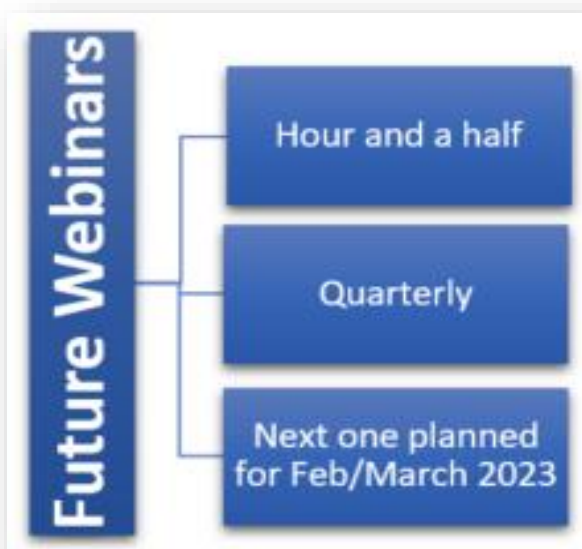 Future Webinars
Hour and a half
Quarterly
Next one planned
for Feb/March 2023